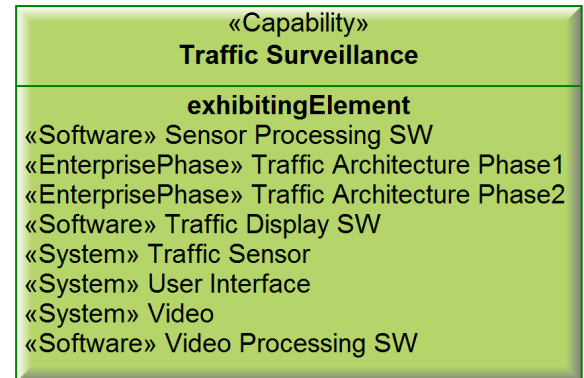 «Capability»
Traffic Surveillance
exhibitingElement
«Software» Sensor Processing SW
«EnterprisePhase» Traffic Architecture Phase1
«EnterprisePhase» Traffic Architecture Phase2
«Software» Traffic Display SW
«System» Traffic Sensor
«System» User Interface
«System» Video
«Software» Video Processing SW